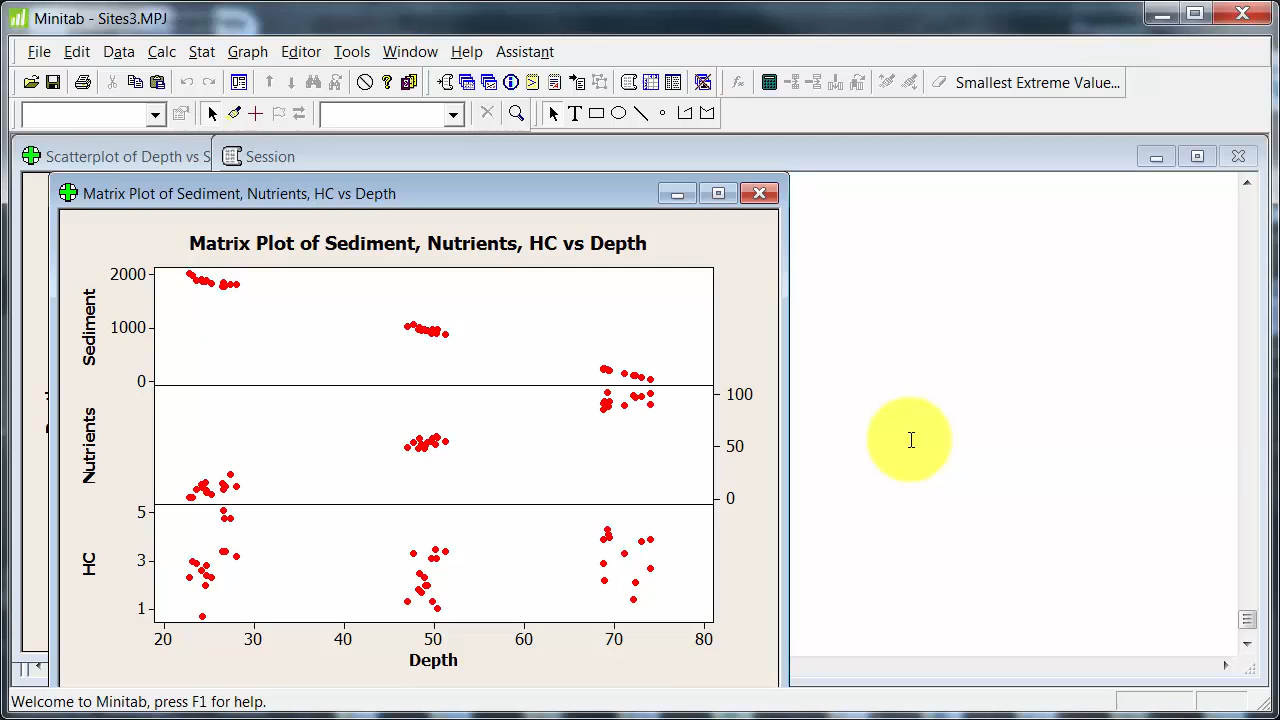 Minitab - Sites3.MPJ
File Edit Data Calc Stat Graph Editor Tools Window Help Assistant
Smallest Extreme Value...
Scatterplot of Depth vs S
Session
Matrix Plot of Sediment, Nutrients, HC vs Depth
Matrix Plot of Sediment, Nutrients, HC vs Depth
Sediment
2000
1000
0
Nutrients
100
50
0
HC
5
3
1
20 30 40 50 60 70 80
Depth
Welcome to Minitab, press F1 for help.